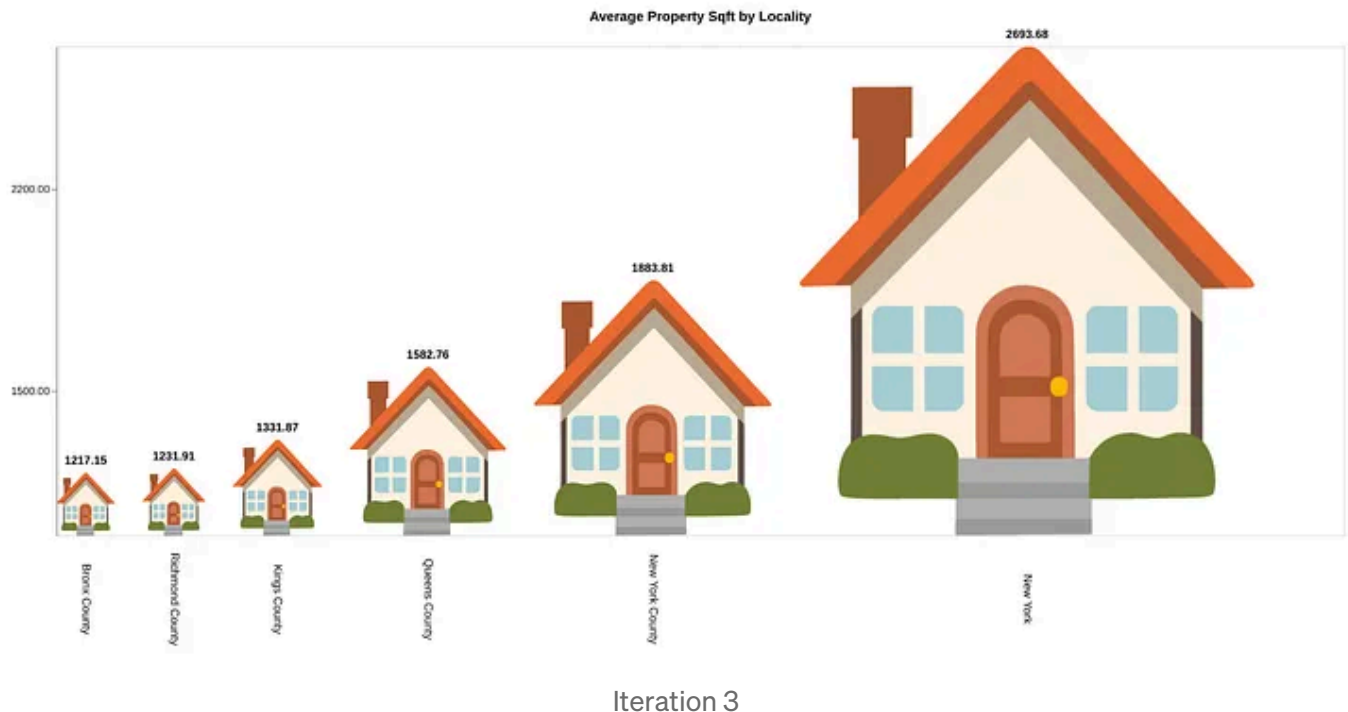 Average Property Sqft by Locality
2693.68
2200.00
1883.81
1582.76
1500.00
1331.87
1231.91
1217.15
Bronx County
Richmond County
Kings County
Queens County
New York County
New York
Iteration 3